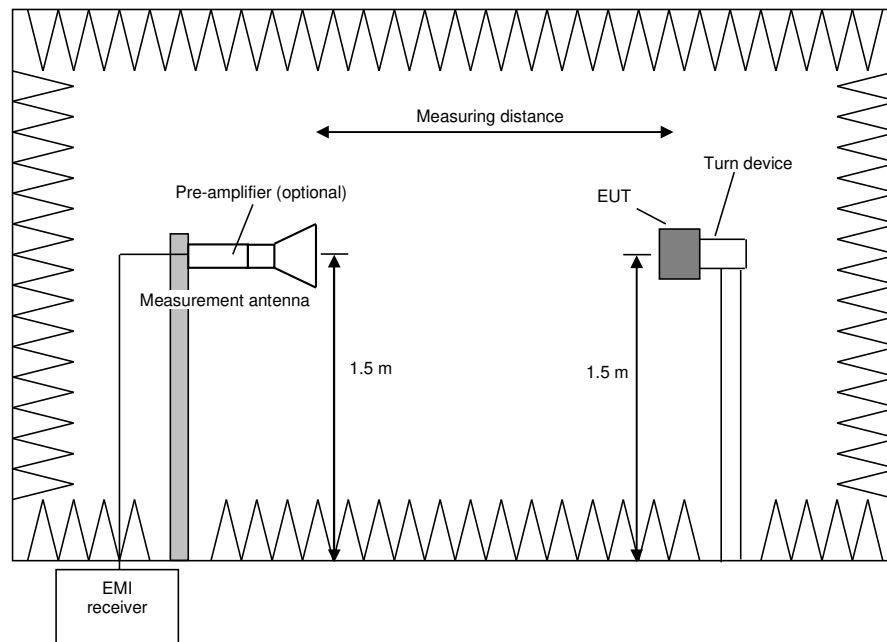 Measuring distance
Turn device
Pre-amplifier (optional)
EUT
Measurement antenna
1.5 m
1.5 m
EMI
receiver